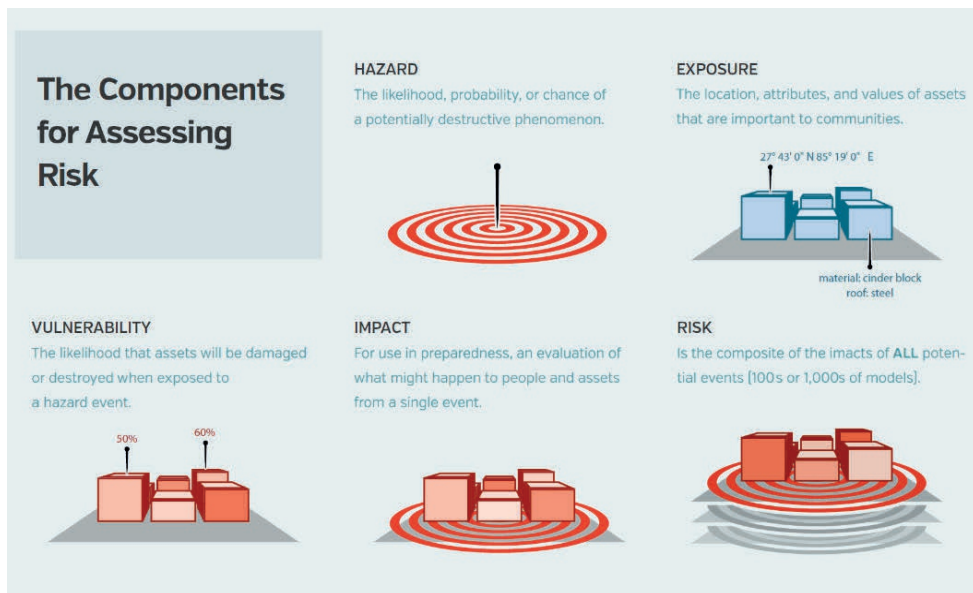 The Components
for Assessing
Risk
HAZARD
The likelihood, probability, or chance of
a potentially destructive phenomenon.
EXPOSURE
The location, attributes, and values of assets
that are important to communities.
27° 43' 0" N 85° 19' 0" E
material: cinder block
roof: steel
VULNERABILITY
The likelihood that assets will be damaged
or destroyed when exposed to
a hazard event.
50%
60%
IMPACT
For use in preparedness, an evaluation of
what might happen to people and assets
from a single event.
RISK
Is the composite of the imacts of ALL poten-
tial events (100s or 1,000s of models).